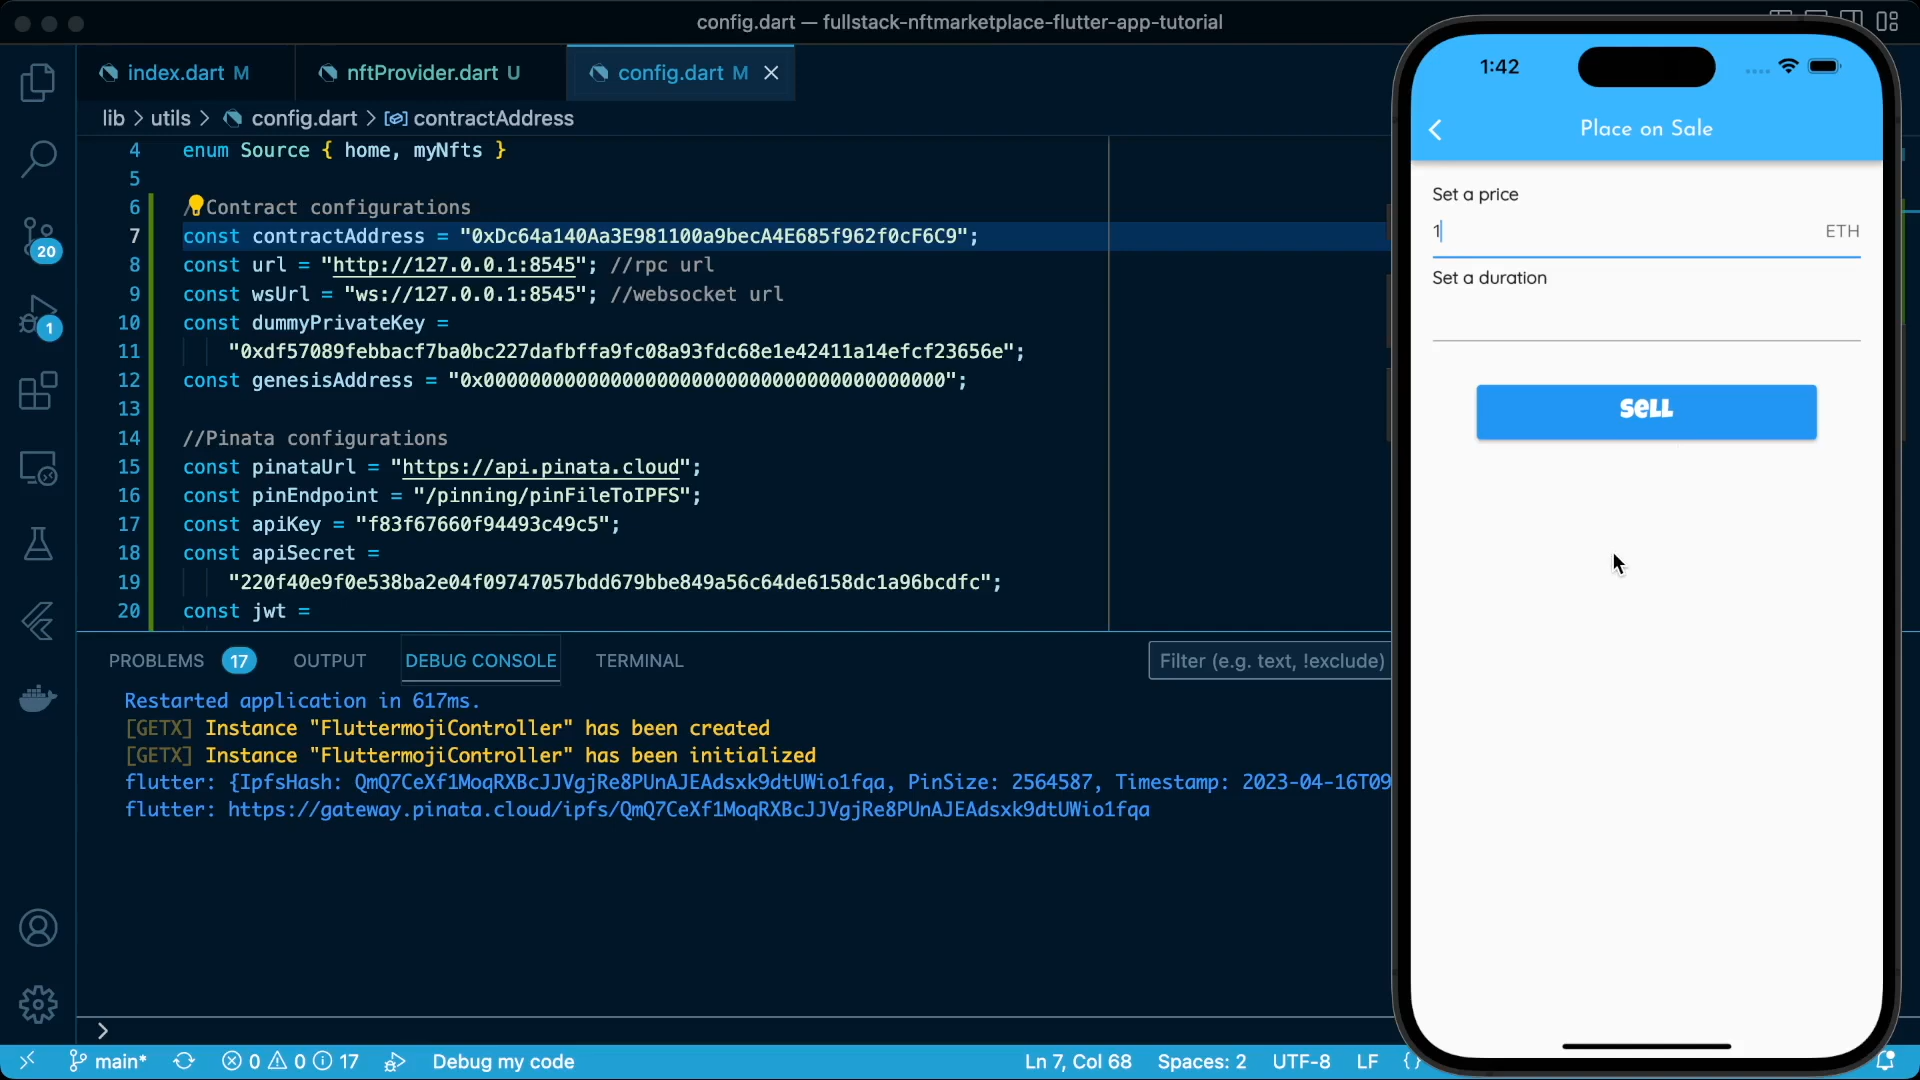 config.dart — fullstack-nftmarketplace-flutter-app-tutorial
index.dart M
nftProvider.dart U
config.dart M
lib > utils > config.dart > contractAddress
4 enum Source { home, myNfts }
5
6 //Contract configurations
7 const contractAddress = "0xDc64a140Aa3E981100a9becA4E685f962f0cF6C9";
8 const url = "http://127.0.0.1:8545"; //rpc url
9 const wsUrl = "ws://127.0.0.1:8545"; //websocket url
10 const dummyPrivateKey =
11 "0xdf57089febbacf7ba0bc227dafbffa9fc08a93fdc68e1e42411a14efcf23656e";
12 const genesisAddress = "0x0000000000000000000000000000000000000000";
13
14 //Pinata configurations
15 const pinataUrl = "https://api.pinata.cloud";
16 const pinEndpoint = "/pinning/pinFileToIPFS";
17 const apiKey = "f83f67660f94493c49c5";
18 const apiSecret =
19 "220f40e9f0e538ba2e04f09747057bdd679bbe849a56c64de6158dc1a96bcdfc";
20 const jwt =
20
1
PROBLEMS 17 OUTPUT DEBUG CONSOLE TERMINAL
Filter (e.g. text, !exclude)
Restarted application in 617ms.
[GETX] Instance "FluttermojiController" has been created
[GETX] Instance "FluttermojiController" has been initialized
flutter: {IpfsHash: QmQ7CeXf1MoqRXBcJJVgjRe8PUnAJEAdsxk9dtUWio1fqa, PinSize: 2564587, Timestamp: 2023-04-16T09
flutter: https://gateway.pinata.cloud/ipfs/QmQ7CeXf1MoqRXBcJJVgjRe8PUnAJEAdsxk9dtUWio1fqa
>
main* 0 0 17 Debug my code Ln 7, Col 68 Spaces: 2 UTF-8 LF {
1:42
Place on Sale
Set a price
1 ETH
Set a duration
Sell